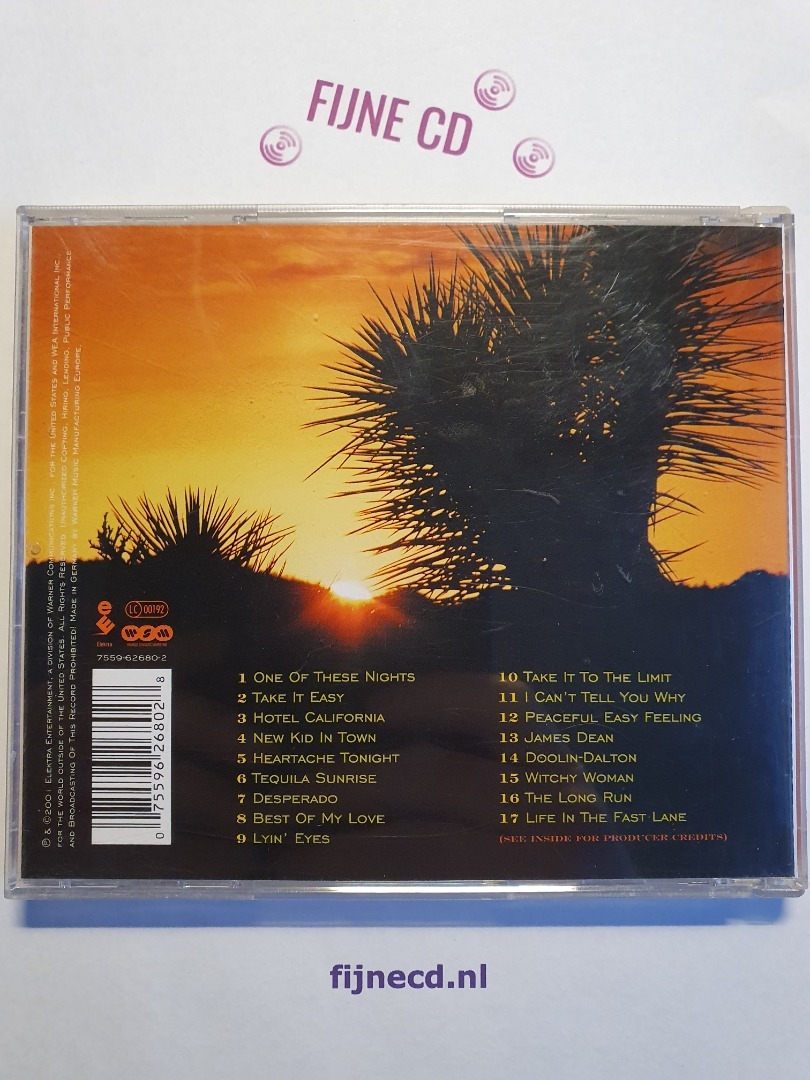 FIJNE CD
℗ & ©2001 Elektra Entertainment, a division of Warner Communications Inc. for the United States and WEA International Inc.
for the world outside of the United States. All Rights Reserved. Unauthorized Copying, Hiring, Lending, Public Performance
and Broadcasting Of This Record Prohibited! Made in Germany by Warner Music Manufacturing Europe.
Elektra
LC 00192
WSM
7559-62680-2
0 75596 26802 8
1 One Of These Nights
2 Take It Easy
3 Hotel California
4 New Kid In Town
5 Heartache Tonight
6 Tequila Sunrise
7 Desperado
8 Best Of My Love
9 Lyin' Eyes
10 Take It To The Limit
11 I Can't Tell You Why
12 Peaceful Easy Feeling
13 James Dean
14 Doolin-Dalton
15 Witchy Woman
16 The Long Run
17 Life In The Fast Lane
(see inside for producer credits)
fijnecd.nl